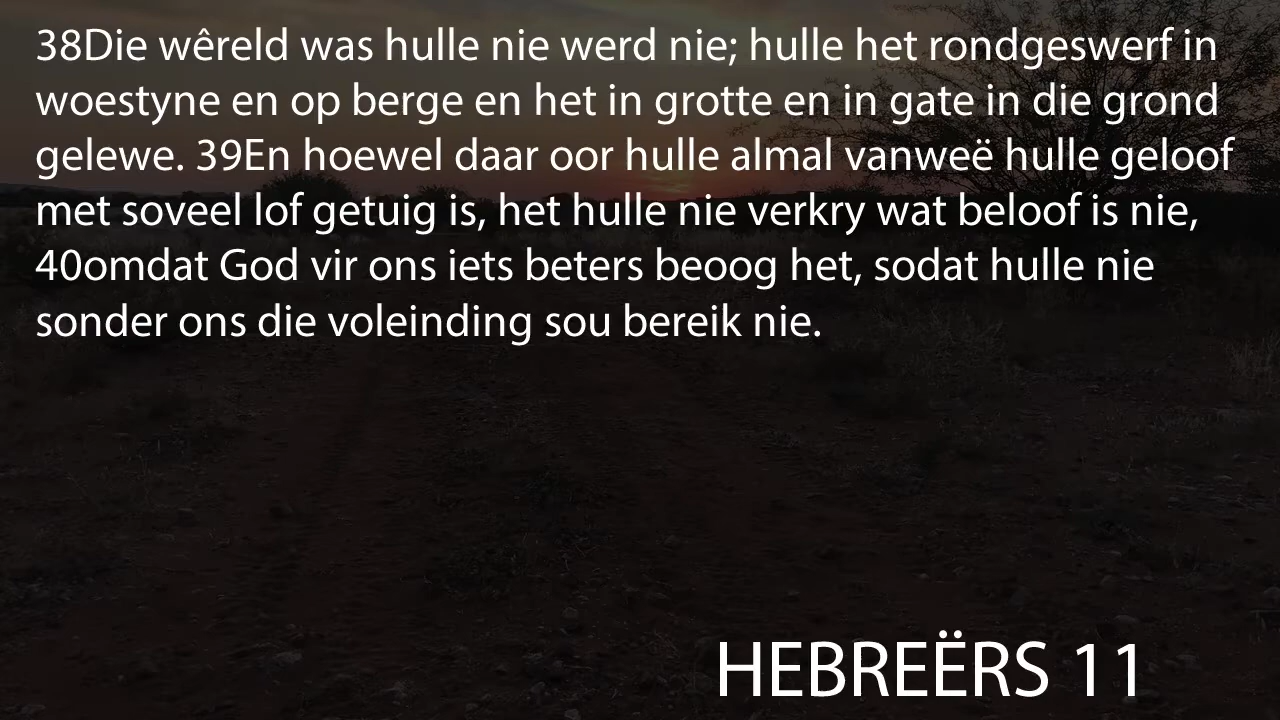 38Die wêreld was hulle nie werd nie; hulle het rondgeswerf in
woestyne en op berge en het in grotte en in gate in die grond
gelewe. 39En hoewel daar oor hulle almal vanweë hulle geloof
met soveel lof getuig is, het hulle nie verkry wat beloof is nie,
40omdat God vir ons iets beters beoog het, sodat hulle nie
sonder ons die voleinding sou bereik nie.
HEBREËRS 11